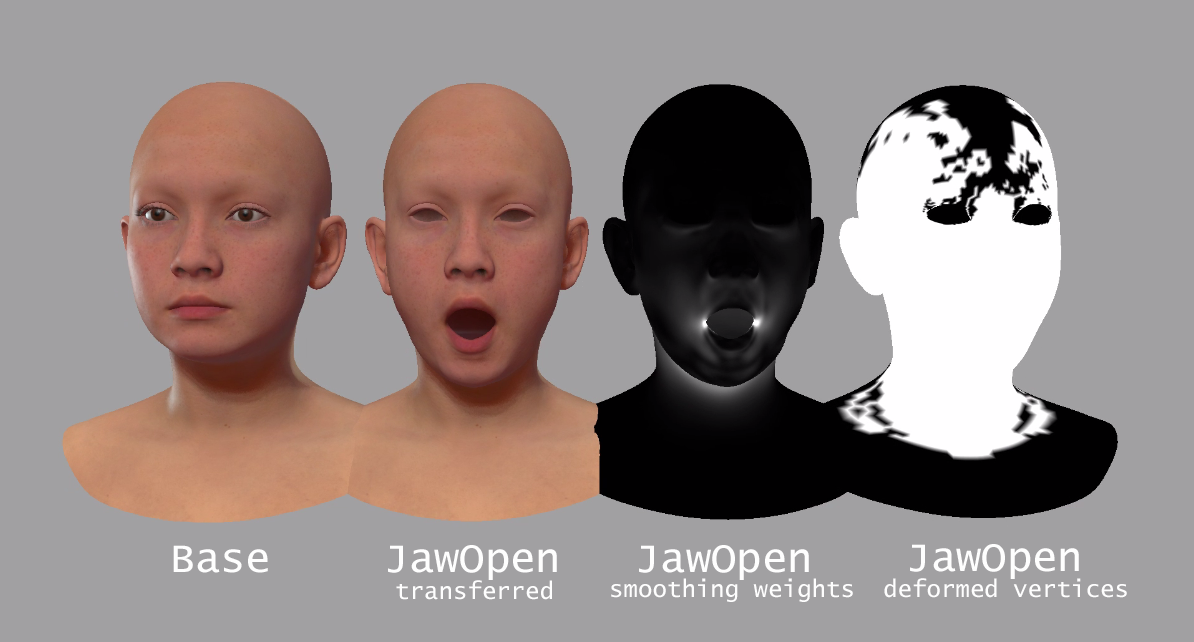 Base
JawOpen
transferred
JawOpen
smoothing weights
JawOpen
deformed vertices